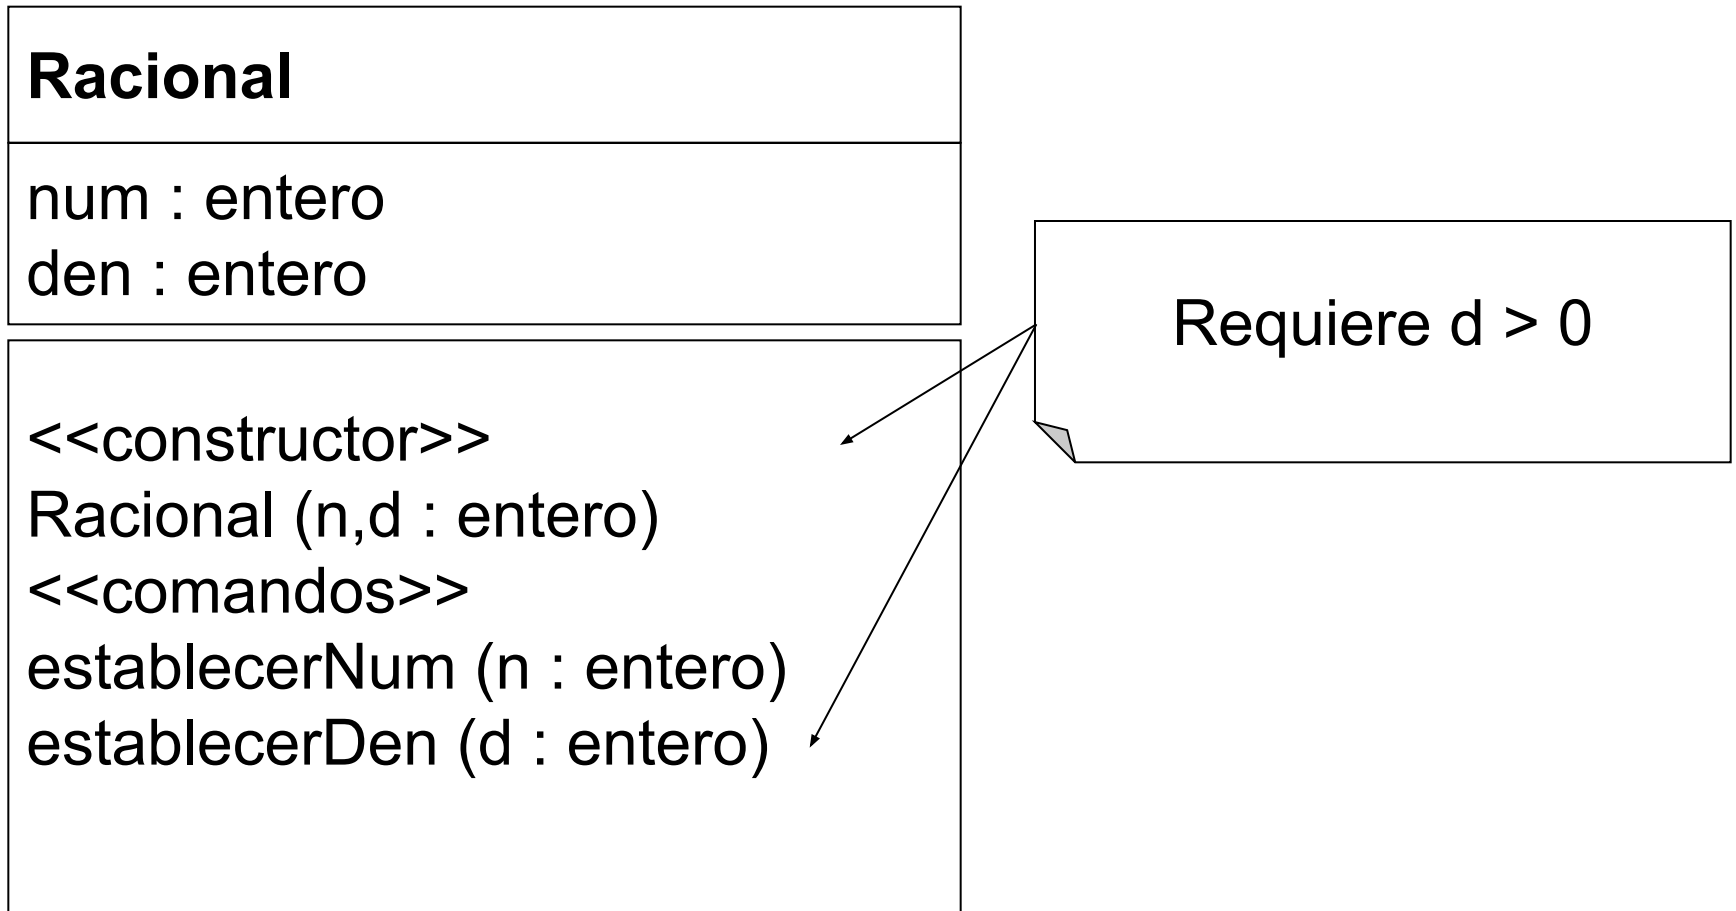 Racional
num : entero
den : entero
Requiere d > 0
<<constructor>>
Racional (n,d : entero)
<<comandos>>
establecerNum (n : entero)
establecerDen (d : entero)